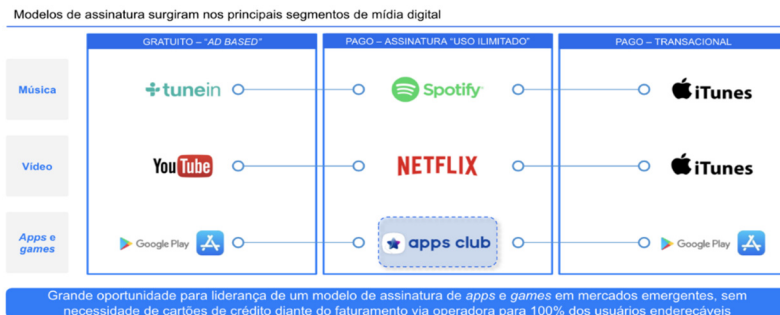 Modelos de assinatura surgiram nos principais segmentos de mídia digital
GRATUITO – "AD BASED"
PAGO – ASSINATURA "USO ILIMITADO"
PAGO – TRANSACIONAL
Música
tunein
Spotify
iTunes
Vídeo
YouTube
NETFLIX
iTunes
Apps e
games
Google Play
apps club
Google Play
Grande oportunidade para liderança de um modelo de assinatura de apps e games em mercados emergentes, sem
necessidade de cartões de crédito diante do faturamento via operadora para 100% dos usuários endereçáveis